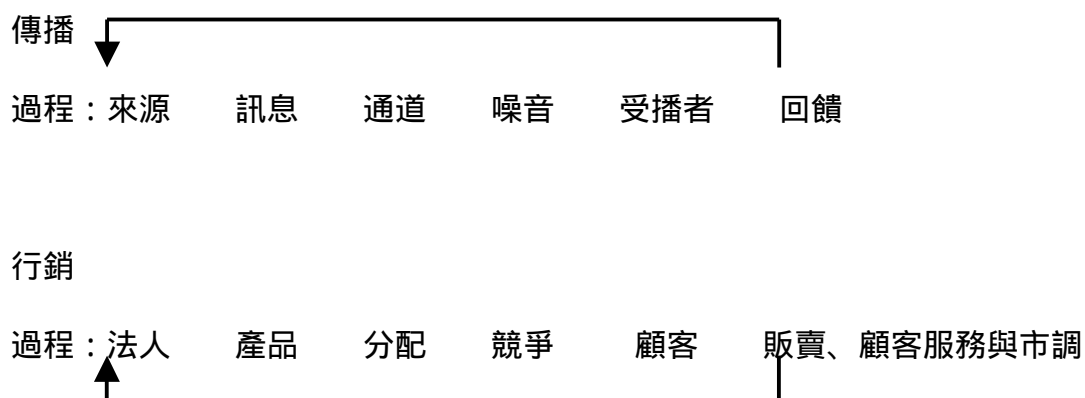 傳播
過程：來源 訊息 通道 噪音 受播者 回饋
行銷
過程：法人 產品 分配 競爭 顧客 販賣、顧客服務與市調